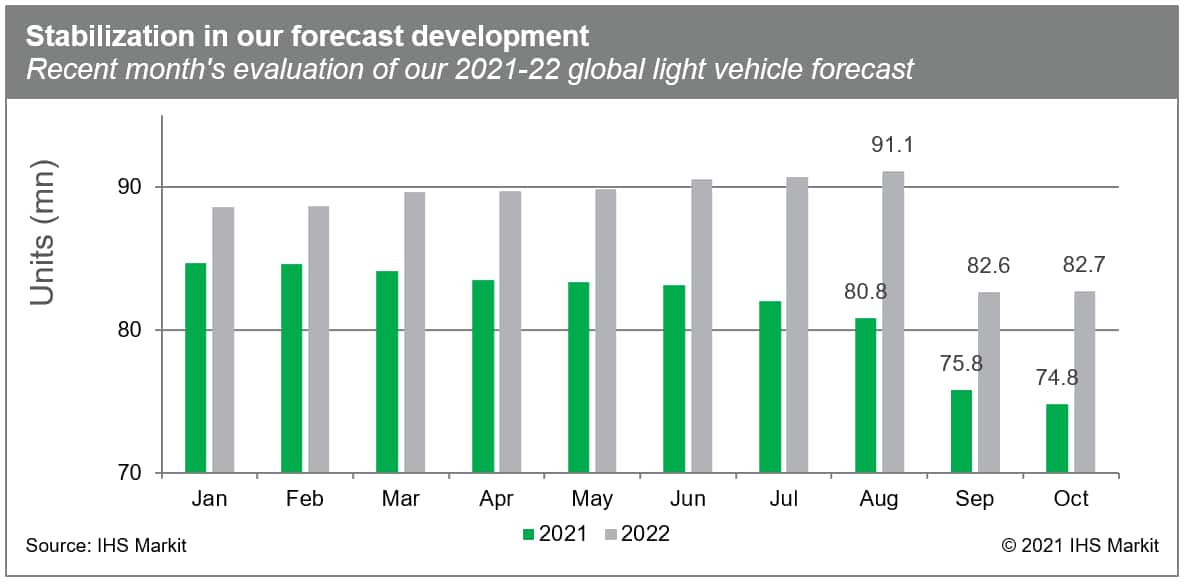 Stabilization in our forecast development
Recent month's evaluation of our 2021-22 global light vehicle forecast
Units (mn)
90
80
70
91.1
80.8
82.6
75.8
82.7
74.8
Jan Feb Mar Apr May Jun Jul Aug Sep Oct
2021 2022
Source: IHS Markit
© 2021 IHS Markit